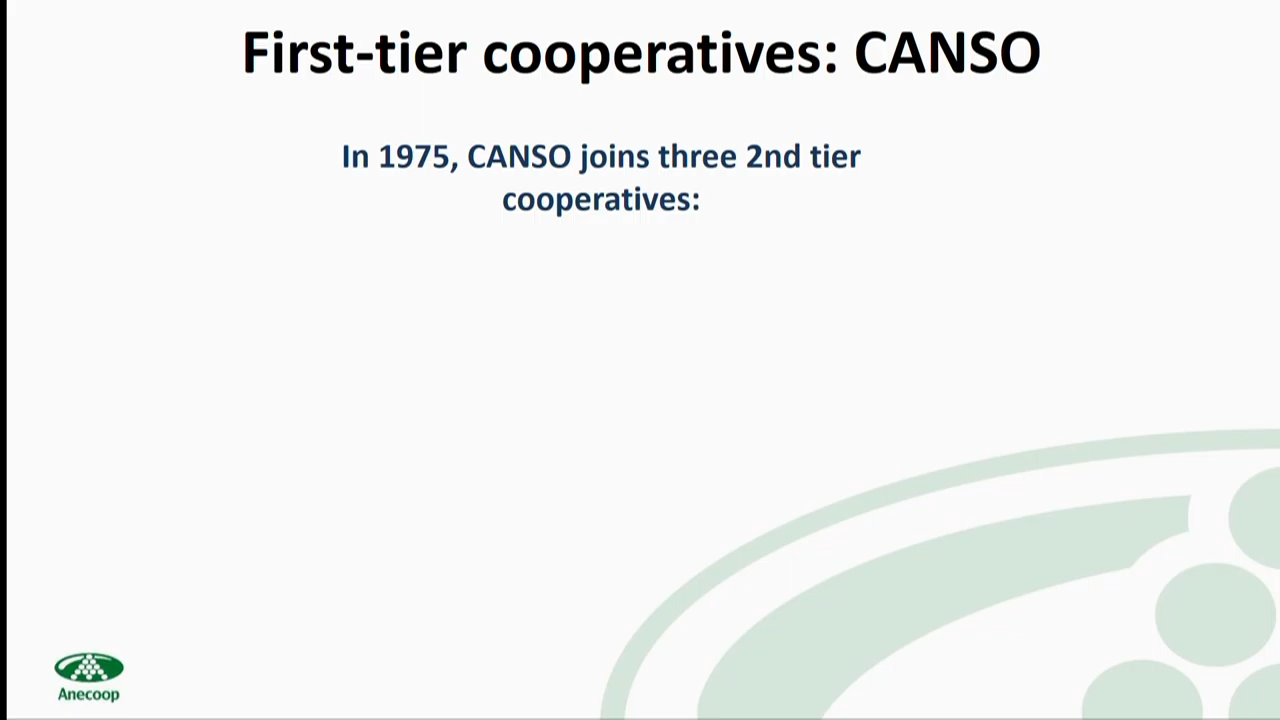 First-tier cooperatives: CANSO
In 1975, CANSO joins three 2nd tier
cooperatives:
Anecoop